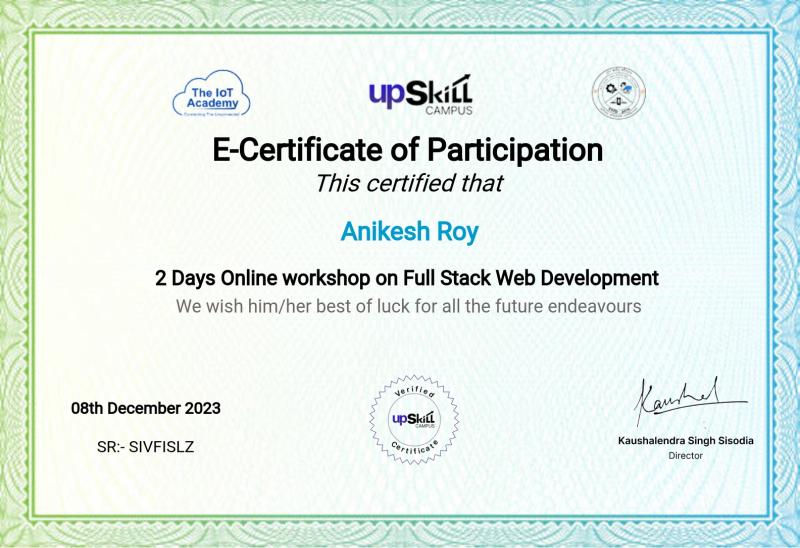 The IoT
Academy
Connecting The Unconnected
upSkill
CAMPUS
E-Certificate of Participation
This certified that
Anikesh Roy
2 Days Online workshop on Full Stack Web Development
We wish him/her best of luck for all the future endeavours
08th December 2023
SR:- SIVFISLZ
Verified
upSkill
CAMPUS
Certificate
Kaushal
Kaushalendra Singh Sisodia
Director